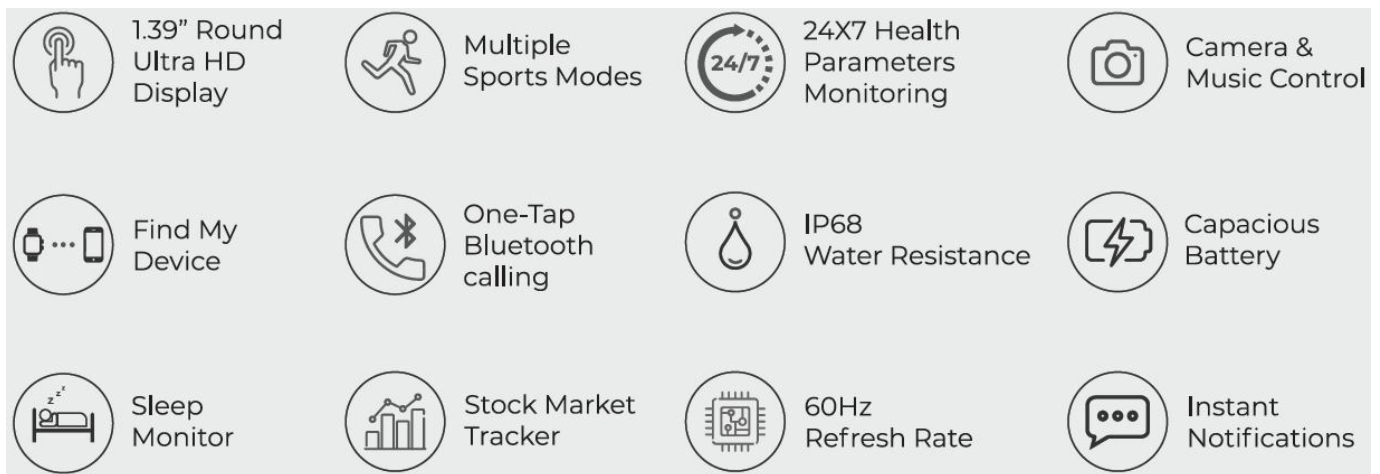 1.39” Round
Ultra HD
Display
Multiple
Sports Modes
24/7
24X7 Health
Parameters
Monitoring
Camera &
Music Control
Find My
Device
One-Tap
Bluetooth
calling
IP68
Water Resistance
Capacious
Battery
z z z
Sleep
Monitor
Stock Market
Tracker
60Hz
Refresh Rate
Instant
Notifications